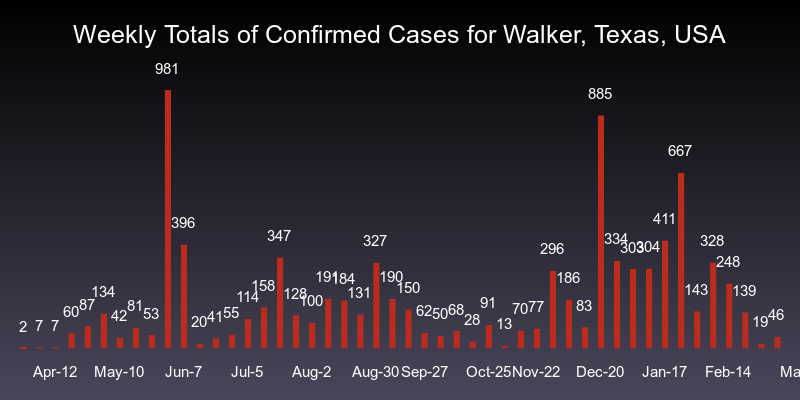 Weekly Totals of Confirmed Cases for Walker, Texas, USA
2 7 7 60 87 134 42 81 53 981 396 20 41 55 114 158 347 128 100 191 184 131 327 190 150 62 50 68 28 91 13 70 77 296 186 83 885 334 303 304 411 667 143 328 248 139 19 46
Apr-12 May-10 Jun-7 Jul-5 Aug-2 Aug-30 Sep-27 Oct-25 Nov-22 Dec-20 Jan-17 Feb-14 Ma